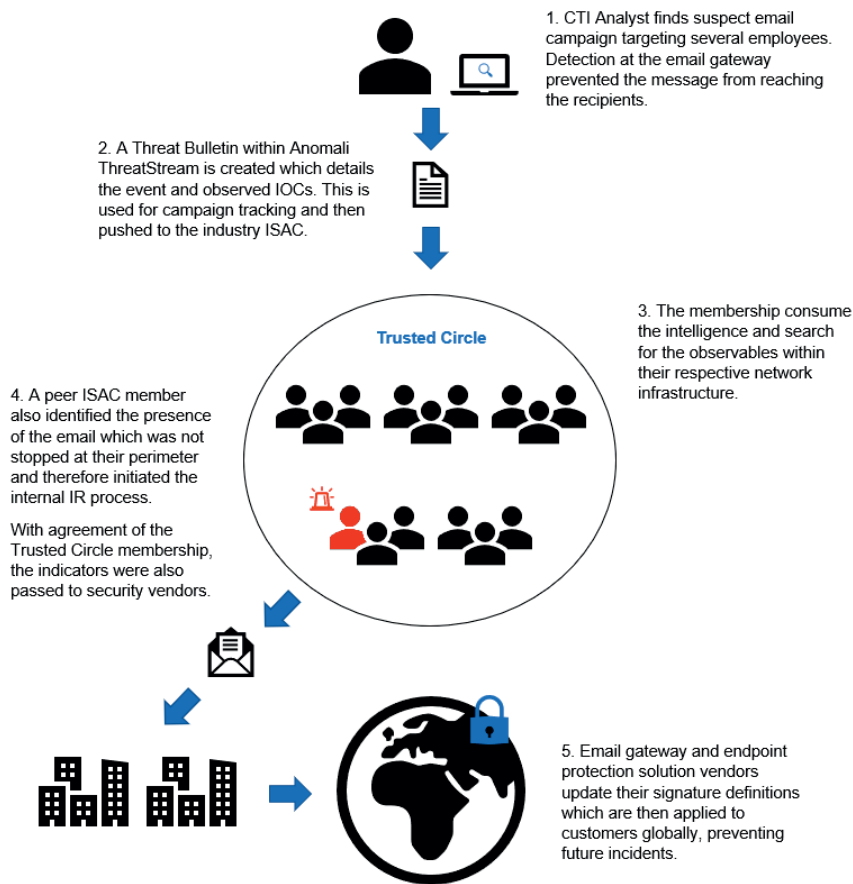 1. CTI Analyst finds suspect email
campaign targeting several employees.
Detection at the email gateway
prevented the message from reaching
the recipients.
2. A Threat Bulletin within Anomali
ThreatStream is created which details
the event and observed IOCs. This is
used for campaign tracking and then
pushed to the industry ISAC.
Trusted Circle
3. The membership consume
the intelligence and search
for the observables within
their respective network
infrastructure.
4. A peer ISAC member
also identified the presence
of the email which was not
stopped at their perimeter
and therefore initiated the
internal IR process.
With agreement of the
Trusted Circle membership,
the indicators were also
passed to security vendors.
5. Email gateway and endpoint
protection solution vendors
update their signature definitions
which are then applied to
customers globally, preventing
future incidents.